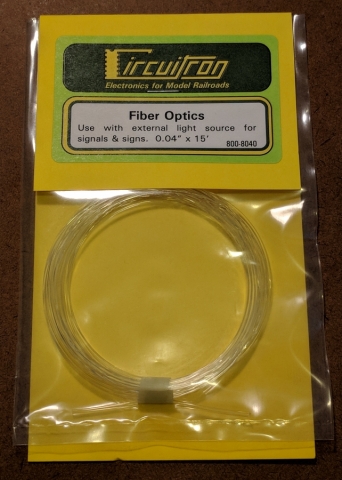 Circuitron
Electronics for Model Railroads
Fiber Optics
Use with external light source for
signals & signs. 0.04" x 15'
800-8040